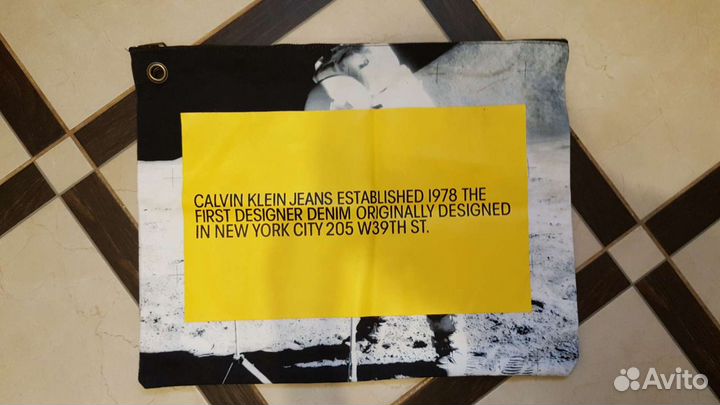 CALVIN KLEIN JEANS ESTABLISHED 1978 THE
FIRST DESIGNER DENIM ORIGINALLY DESIGNED
IN NEW YORK CITY 205 W39TH ST.
Avito